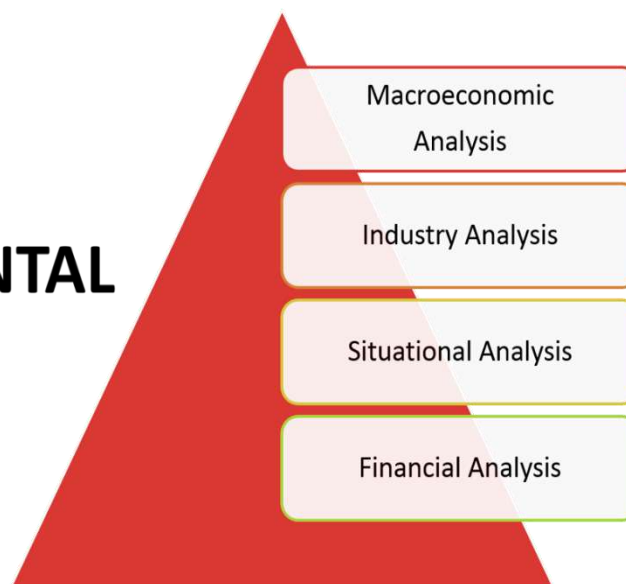 Macroeconomic
Analysis
Industry Analysis
NTAL
Situational Analysis
Financial Analysis